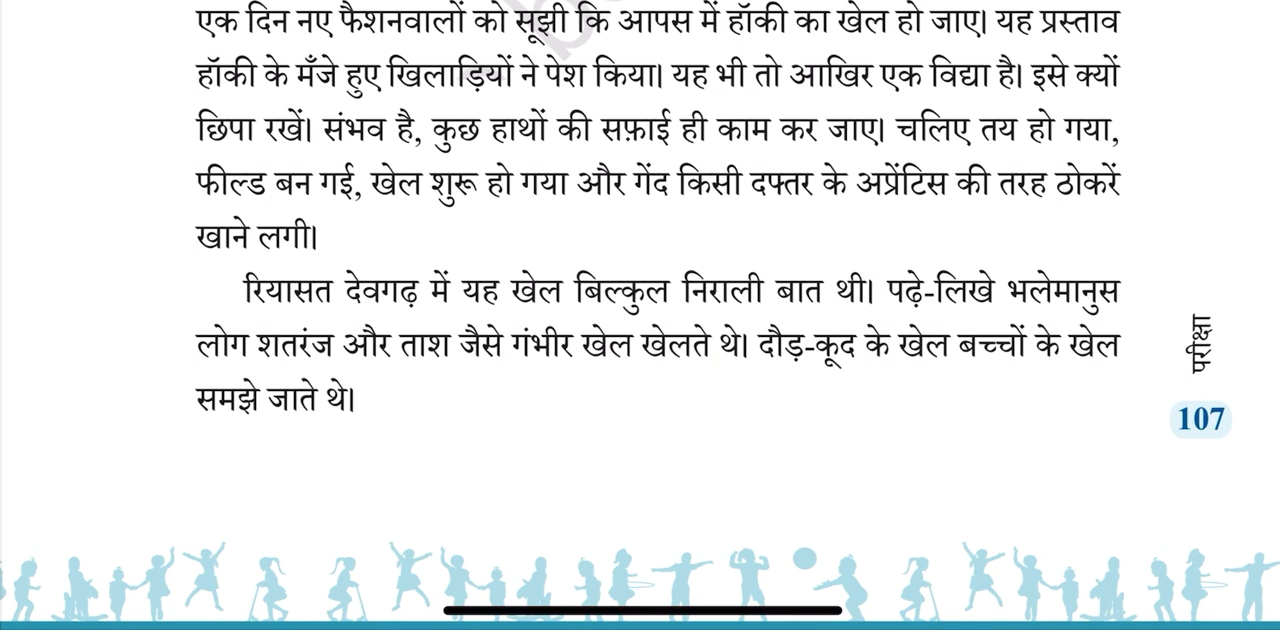 एक दिन नए फैशनवालों को सूझी कि आपस में हॉकी का खेल हो जाए। यह प्रस्ताव
हॉकी के मँजे हुए खिलाड़ियों ने पेश किया। यह भी तो आखिर एक विद्या है। इसे क्यों
छिपा रखें। संभव है, कुछ हाथों की सफ़ाई ही काम कर जाए। चलिए तय हो गया,
फील्ड बन गई, खेल शुरू हो गया और गेंद किसी दफ्तर के अप्रेंटिस की तरह ठोकरें
खाने लगी।
रियासत देवगढ़ में यह खेल बिल्कुल निराली बात थी। पढ़े-लिखे भलेमानुस
लोग शतरंज और ताश जैसे गंभीर खेल खेलते थे। दौड़-कूद के खेल बच्चों के खेल
समझे जाते थे।
परीक्षा
107